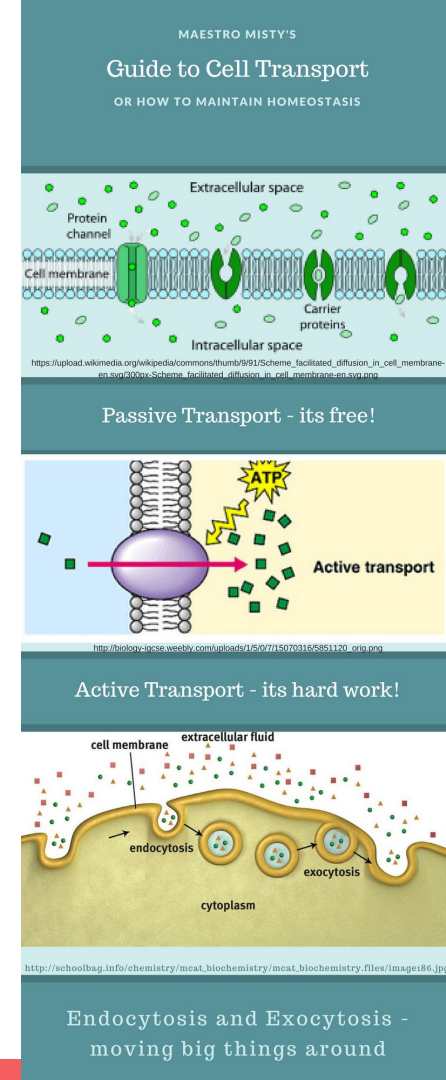 MAESTRO MISTY'S
Guide to Cell Transport
OR HOW TO MAINTAIN HOMEOSTASIS
Extracellular space
Protein
channel
Cell membrane
Carrier
proteins
Intracellular space
https://upload.wikimedia.org/wikipedia/commons/thumb/9/91/Scheme_facilitated_diffusion_in_cell_membrane-
en.svg/300px-Scheme_facilitated_diffusion_in_cell_membrane-en.svg.png
Passive Transport - its free!
ATP
Active transport
http://biology-igcse.weebly.com/uploads/1/5/0/7/15070316/5851120_orig.png
Active Transport - its hard work!
extracellular fluid
cell membrane
endocytosis
exocytosis
cytoplasm
http://schoolbag.info/chemistry/mcat_biochemistry/mcat_biochemistry.files/image186.jpg
Endocytosis and Exocytosis -
moving big things around